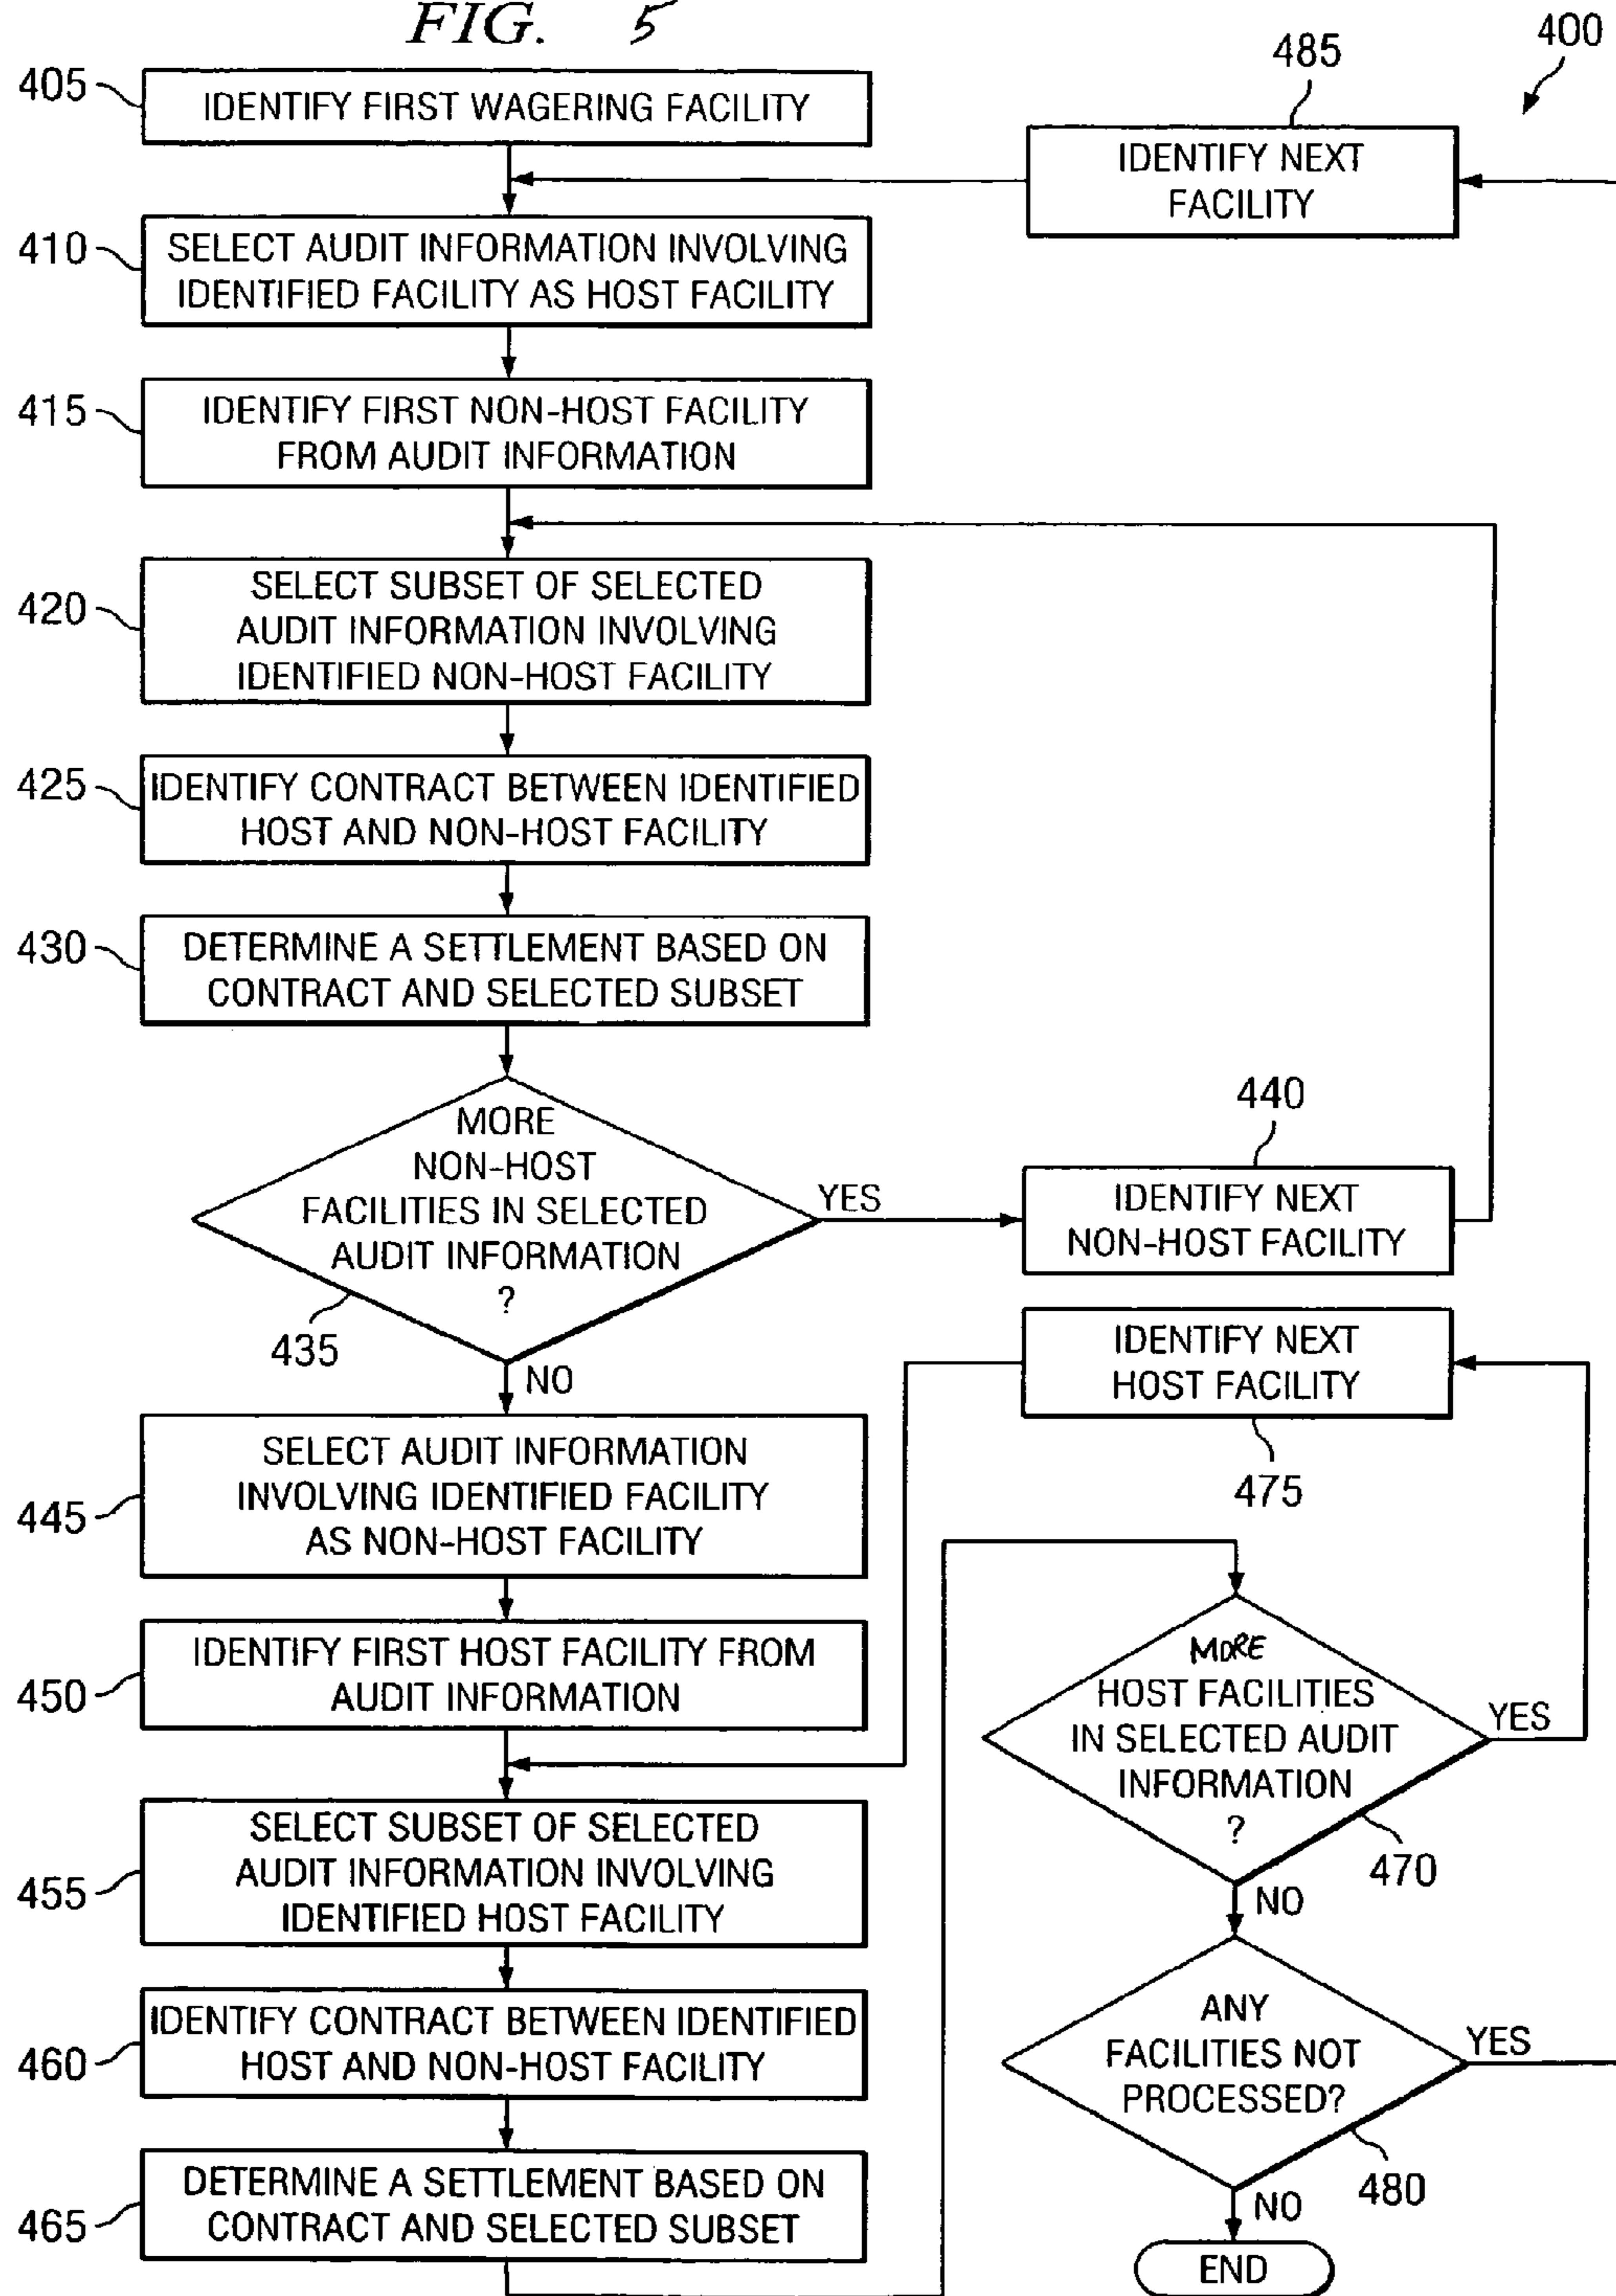 FIG. 5
400
405
IDENTIFY FIRST WAGERING FACILITY
485
IDENTIFY NEXT
FACILITY
410
SELECT AUDIT INFORMATION INVOLVING
IDENTIFIED FACILITY AS HOST FACILITY
415
IDENTIFY FIRST NON-HOST FACILITY
FROM AUDIT INFORMATION
420
SELECT SUBSET OF SELECTED
AUDIT INFORMATION INVOLVING
IDENTIFIED NON-HOST FACILITY
425
IDENTIFY CONTRACT BETWEEN IDENTIFIED
HOST AND NON-HOST FACILITY
430
DETERMINE A SETTLEMENT BASED ON
CONTRACT AND SELECTED SUBSET
MORE
NON-HOST
FACILITIES IN SELECTED
AUDIT INFORMATION
?
435
YES
NO
440
IDENTIFY NEXT
NON-HOST FACILITY
IDENTIFY NEXT
HOST FACILITY
475
445
SELECT AUDIT INFORMATION
INVOLVING IDENTIFIED FACILITY
AS NON-HOST FACILITY
450
IDENTIFY FIRST HOST FACILITY FROM
AUDIT INFORMATION
455
SELECT SUBSET OF SELECTED
AUDIT INFORMATION INVOLVING
IDENTIFIED HOST FACILITY
460
IDENTIFY CONTRACT BETWEEN IDENTIFIED
HOST AND NON-HOST FACILITY
465
DETERMINE A SETTLEMENT BASED ON
CONTRACT AND SELECTED SUBSET
MORE
HOST FACILITIES
IN SELECTED AUDIT
INFORMATION
?
YES
470
NO
ANY
FACILITIES NOT
PROCESSED?
YES
480
NO
END